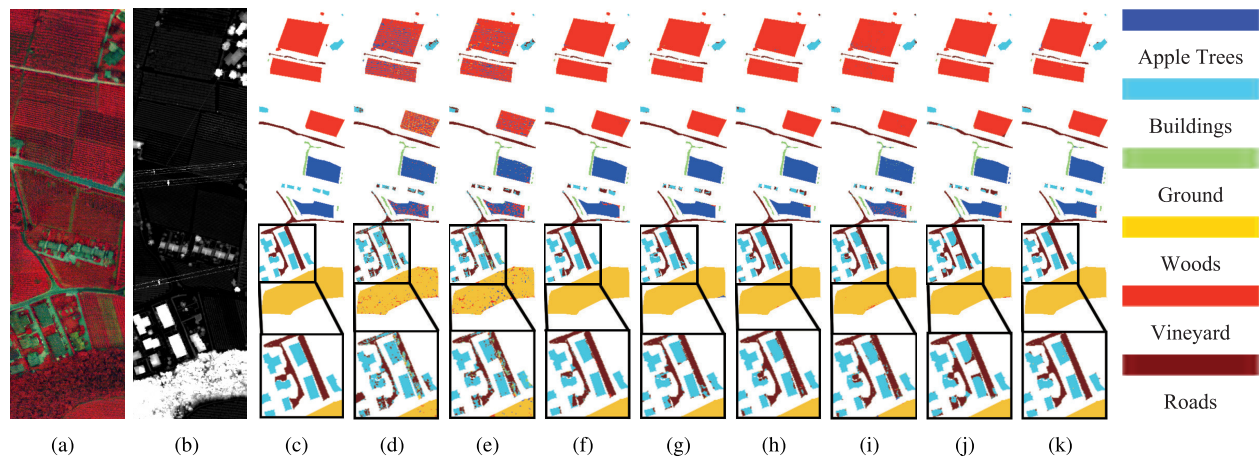 Apple Trees
Buildings
Ground
Woods
Vineyard
Roads
(a) (b) (c) (d) (e) (f) (g) (h) (i) (j) (k)